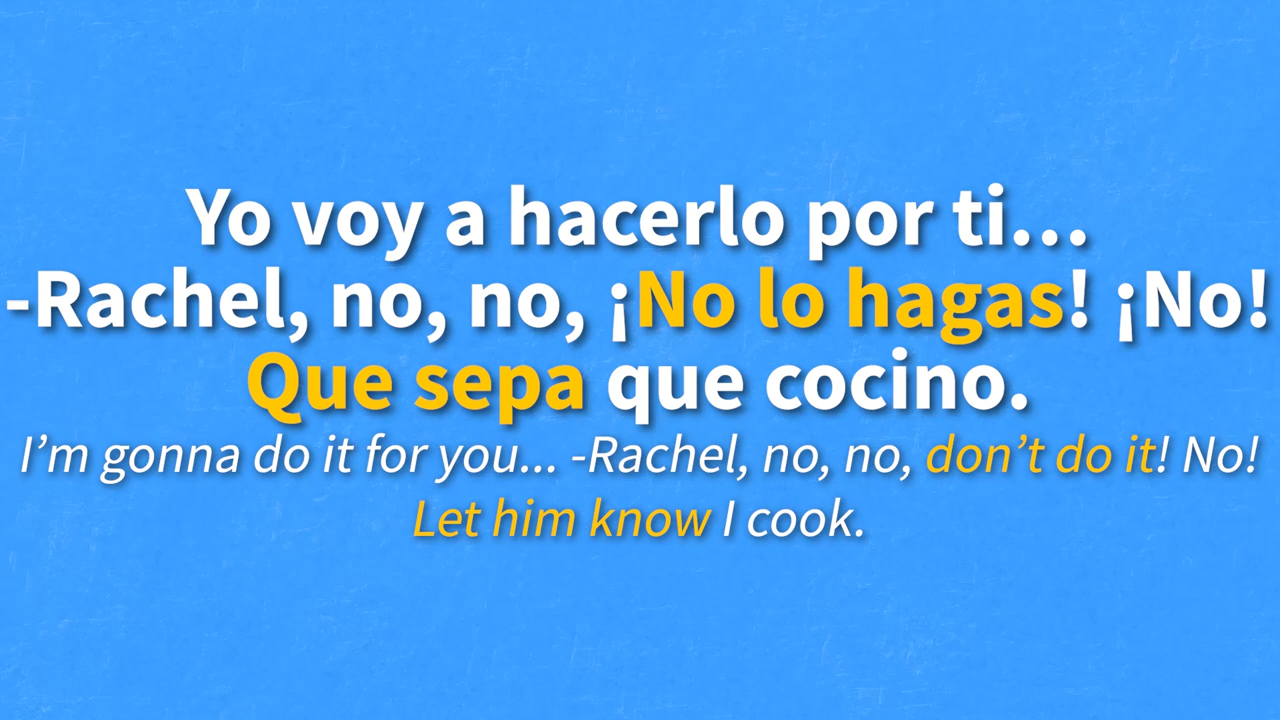 Yo voy a hacerlo por ti...
-Rachel, no, no, ¡No lo hagas! ¡No!
Que sepa que cocino.
I’m gonna do it for you... -Rachel, no, no, don’t do it! No!
Let him know I cook.